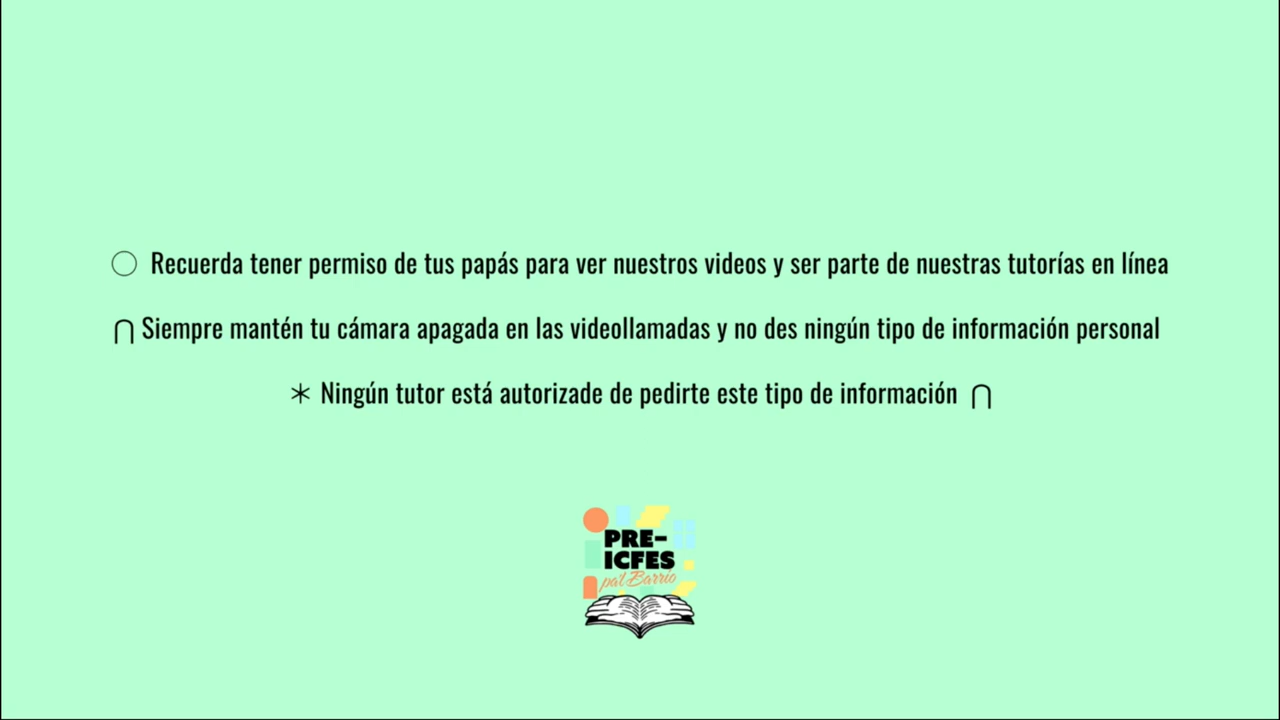 Recuerda tener permiso de tus papás para ver nuestros videos y ser parte de nuestras tutorías en línea
Siempre mantén tu cámara apagada en las videollamadas y no des ningún tipo de información personal
Ningún tutor está autorizade de pedirte este tipo de información
PRE-
ICFES
pa'l Barrio